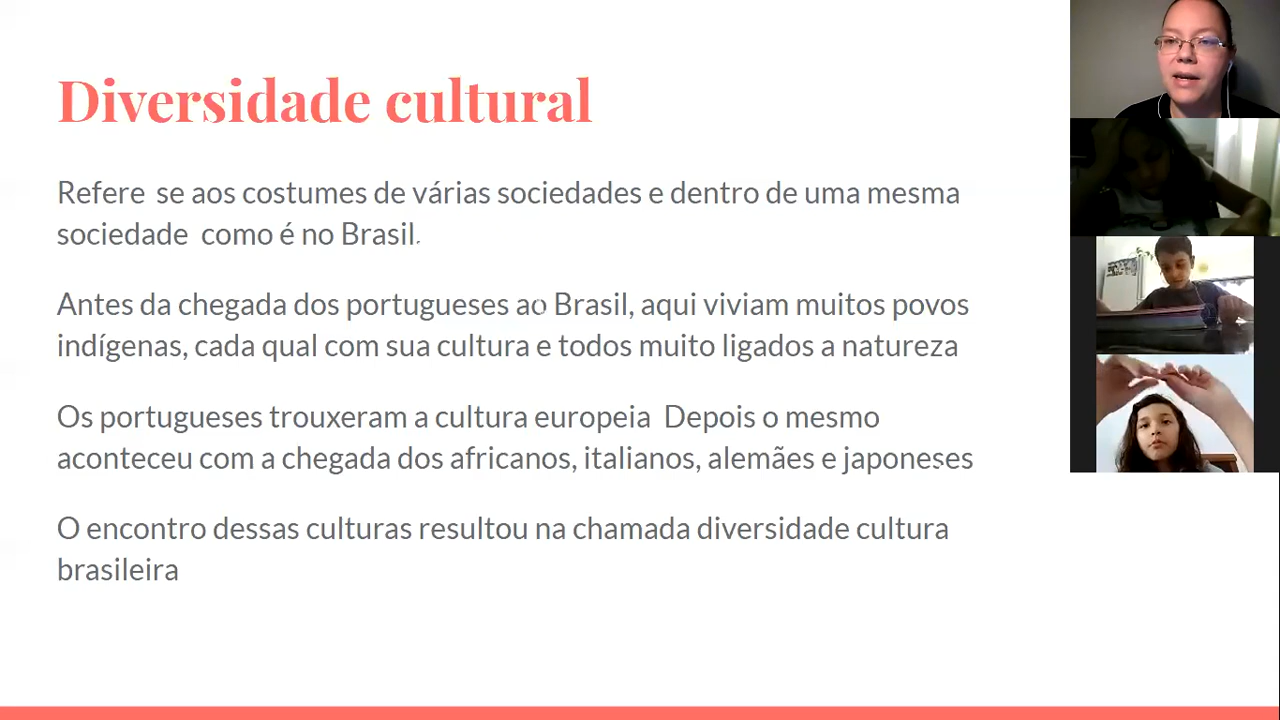 Diversidade cultural
Refere se aos costumes de várias sociedades e dentro de uma mesma
sociedade como é no Brasil.
Antes da chegada dos portugueses ao Brasil, aqui viviam muitos povos
indígenas, cada qual com sua cultura e todos muito ligados a natureza
Os portugueses trouxeram a cultura europeia Depois o mesmo
aconteceu com a chegada dos africanos, italianos, alemães e japoneses
O encontro dessas culturas resultou na chamada diversidade cultura
brasileira